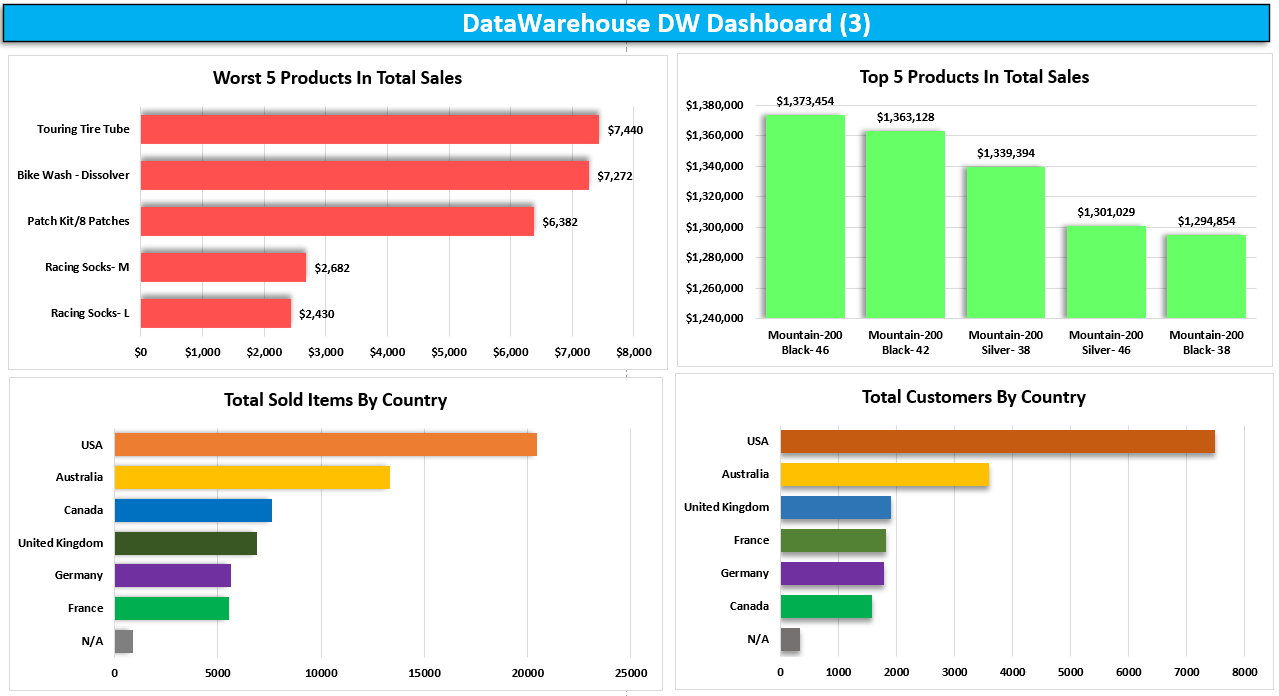 DataWarehouse DW Dashboard (3)
Worst 5 Products In Total Sales
Touring Tire Tube
$7,440
Bike Wash - Dissolver
$7,272
Patch Kit/8 Patches
$6,382
Racing Socks- M
$2,682
Racing Socks- L
$2,430
$0 $1,000 $2,000 $3,000 $4,000 $5,000 $6,000 $7,000 $8,000
Top 5 Products In Total Sales
$1,380,000
$1,360,000
$1,340,000
$1,320,000
$1,300,000
$1,280,000
$1,260,000
$1,240,000
$1,373,454
$1,363,128
$1,339,394
$1,301,029
$1,294,854
Mountain-200
Black- 46
Mountain-200
Black- 42
Mountain-200
Silver- 38
Mountain-200
Silver- 46
Mountain-200
Black- 38
Total Sold Items By Country
USA
Australia
Canada
United Kingdom
Germany
France
N/A
0 5000 10000 15000 20000 25000
Total Customers By Country
USA
Australia
United Kingdom
France
Germany
Canada
N/A
0 1000 2000 3000 4000 5000 6000 7000 8000